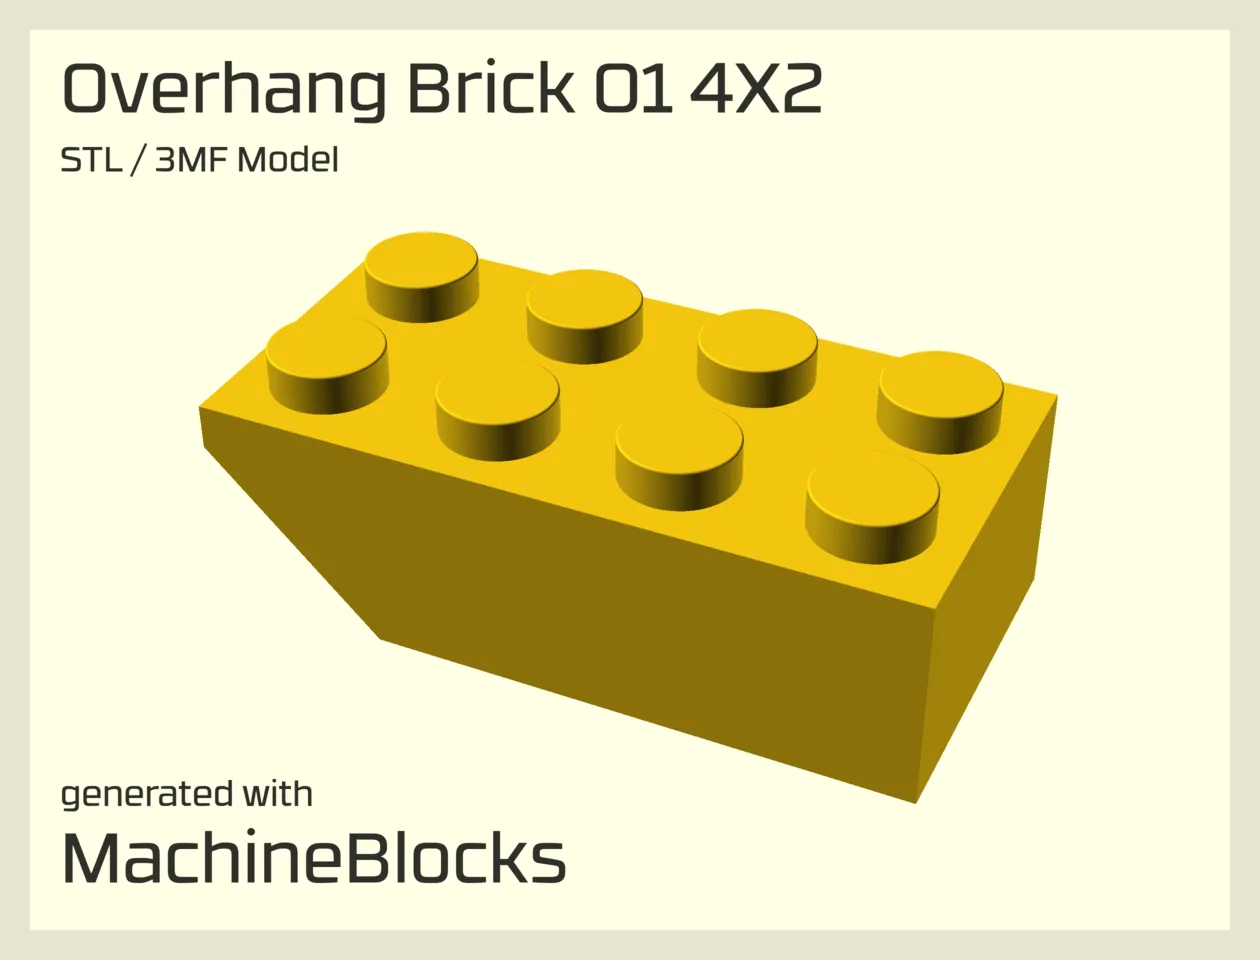 Overhang Brick 01 4X2
STL / 3MF Model
generated with
MachineBlocks